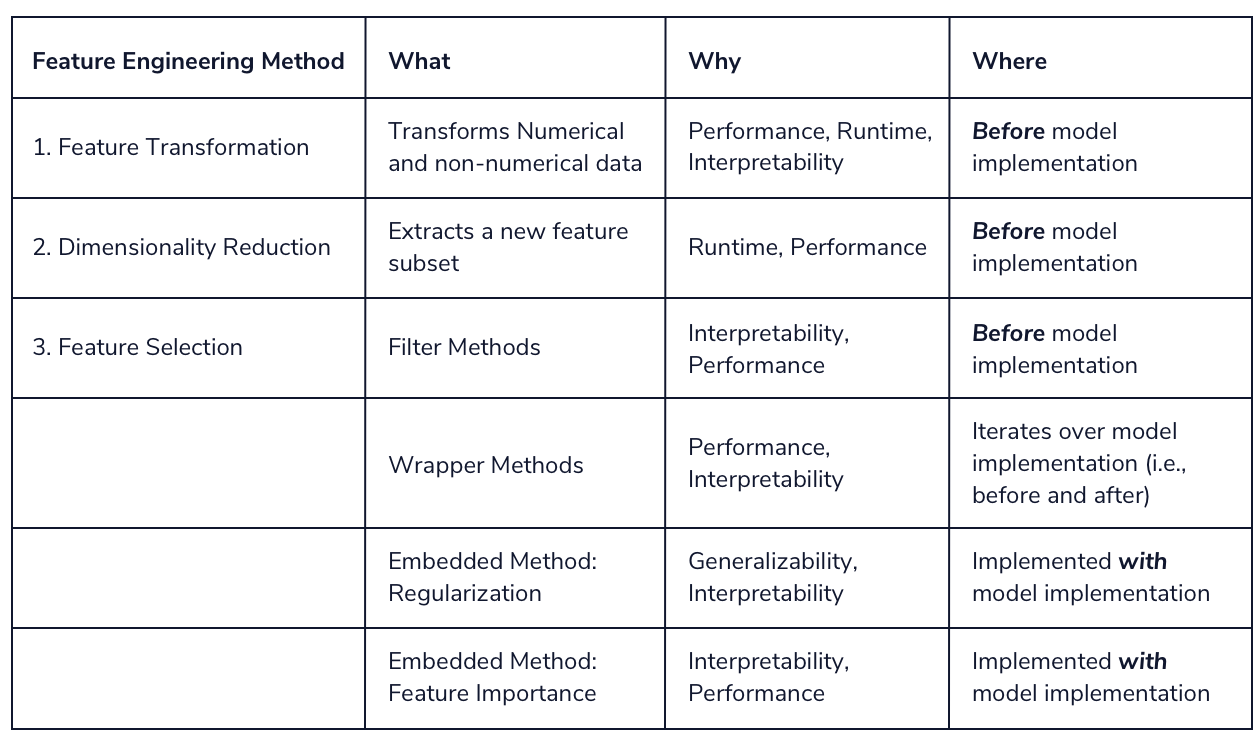 Feature Engineering Method
What
Why
Where
1. Feature Transformation
Transforms Numerical
and non-numerical data
Performance, Runtime,
Interpretability
Before model
implementation
2. Dimensionality Reduction
Extracts a new feature
subset
Runtime, Performance
Before model
implementation
3. Feature Selection
Filter Methods
Interpretability,
Performance
Before model
implementation
Wrapper Methods
Performance,
Interpretability
Iterates over model
implementation (i.e.,
before and after)
Embedded Method:
Regularization
Generalizability,
Interpretability
Implemented with
model implementation
Embedded Method:
Feature Importance
Interpretability,
Performance
Implemented with
model implementation